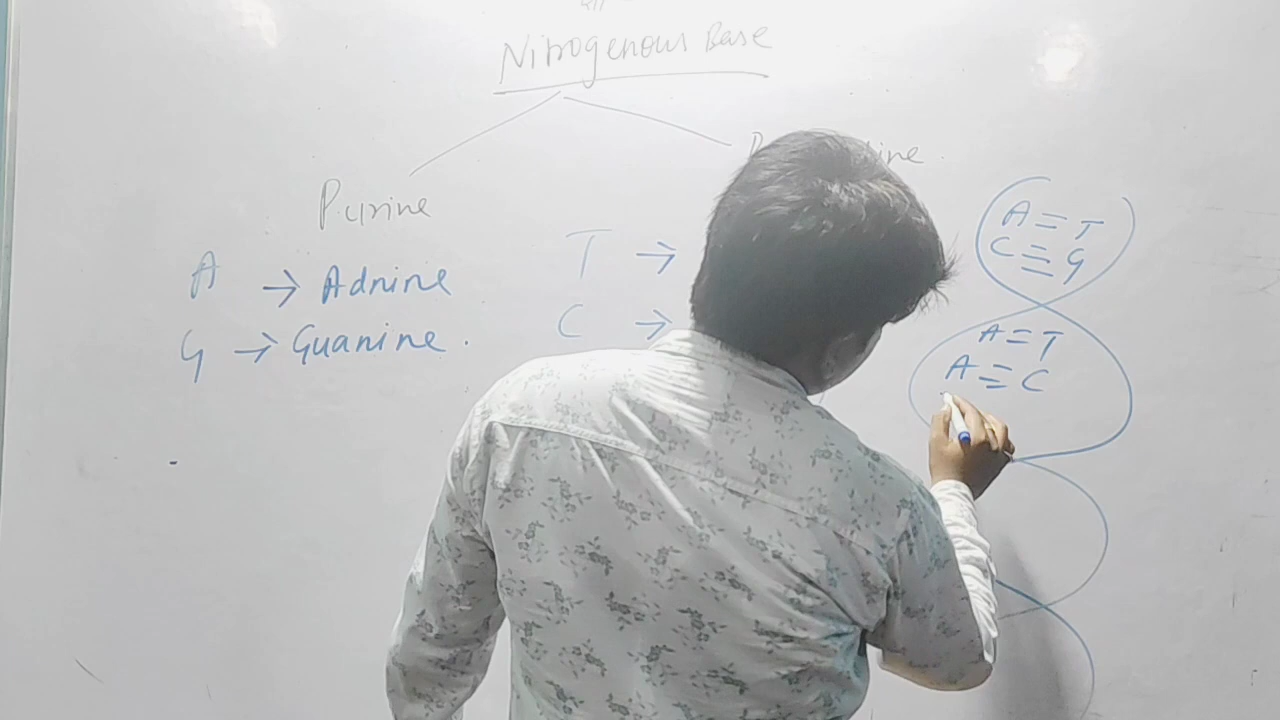 Nitrogenous Base
Purine
A → Adnine
G → Guanine.
T →
C →
A = T
C ≡ G
A = T
A ≡ C